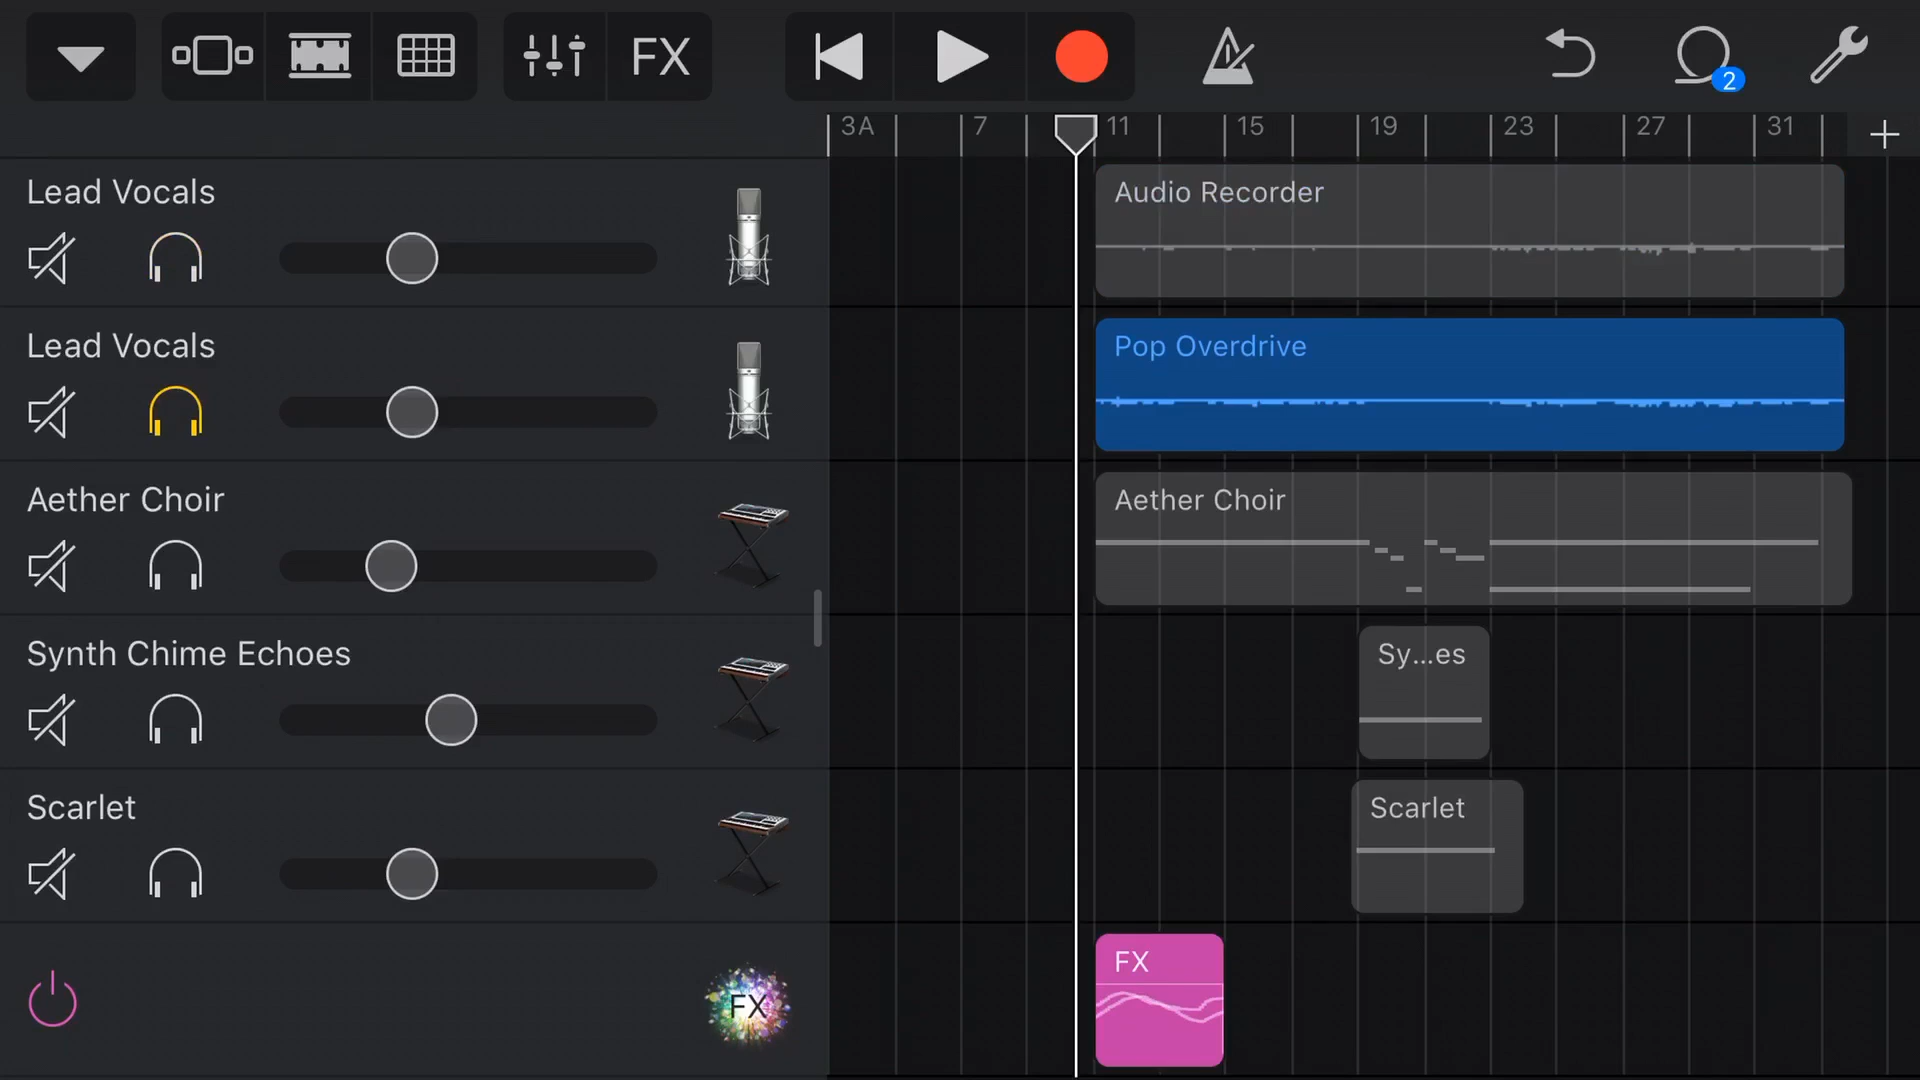 FX
2
3A 7 11 15 19 23 27 31
Lead Vocals
Audio Recorder
Lead Vocals
Pop Overdrive
Aether Choir
Aether Choir
Synth Chime Echoes
Sy...es
Scarlet
Scarlet
FX
FX